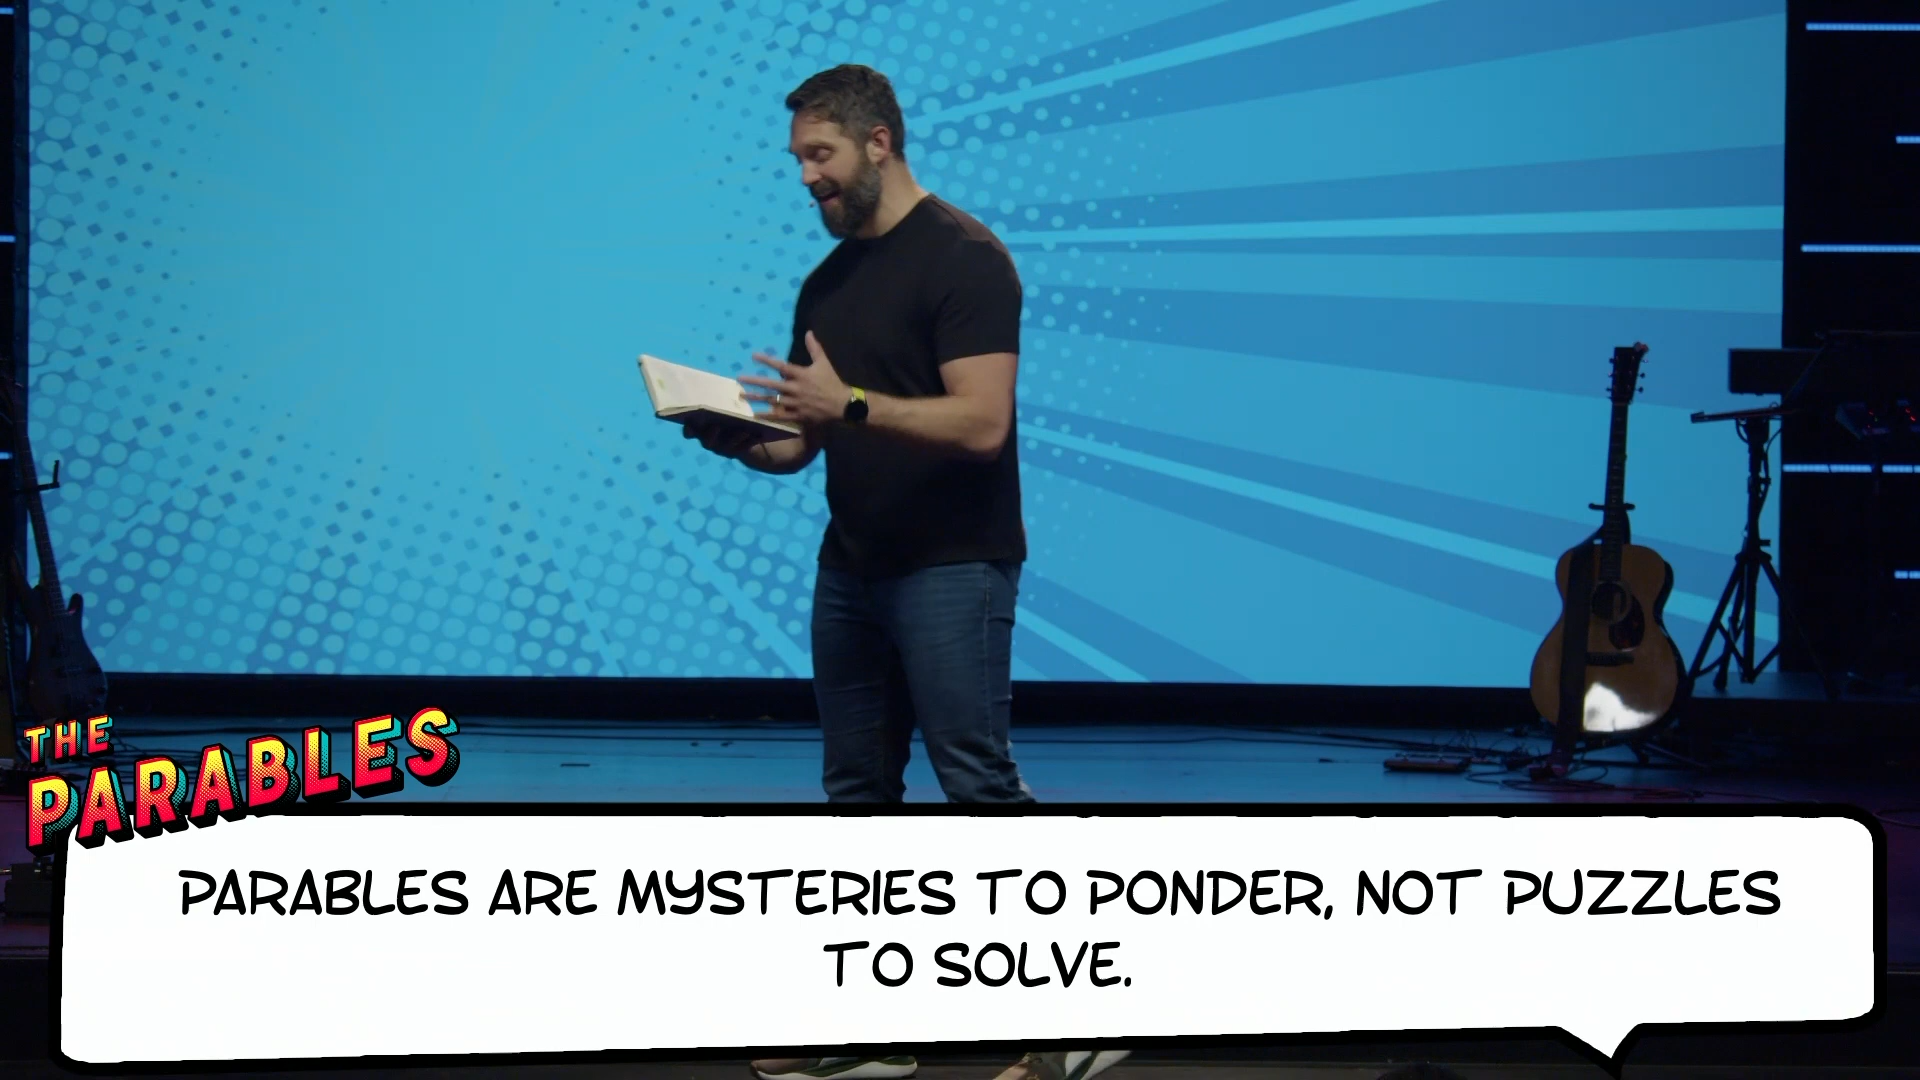 THE
PARABLES
PARABLES ARE MYSTERIES TO PONDER, NOT PUZZLES
TO SOLVE.